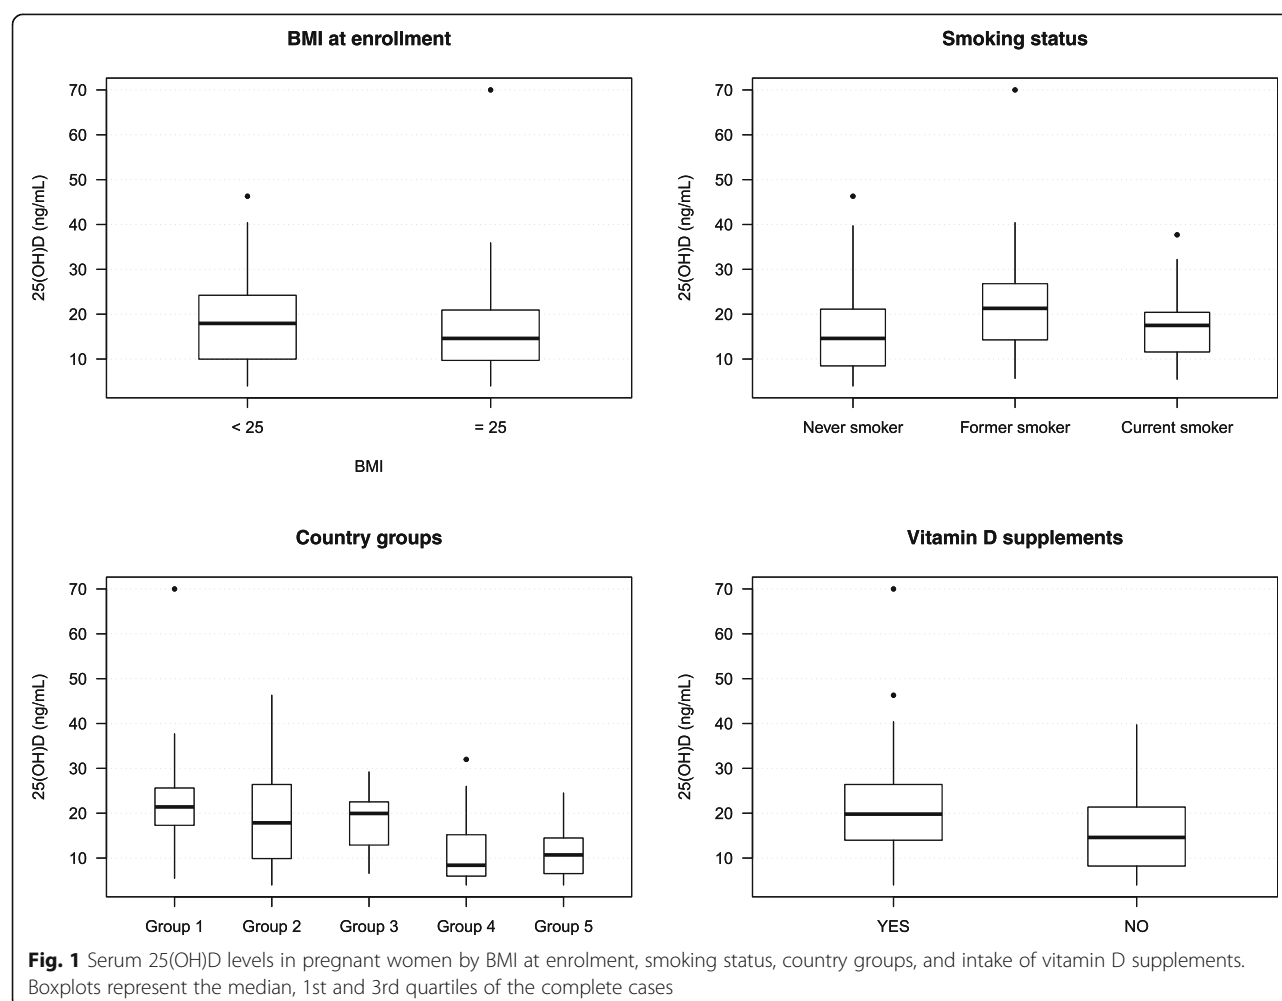 BMI at enrollment
25(OH)D (ng/mL)
70
60
50
40
30
20
10
< 25 = 25
BMI
Smoking status
25(OH)D (ng/mL)
70
60
50
40
30
20
10
Never smoker Former smoker Current smoker
Country groups
25(OH)D (ng/mL)
70
60
50
40
30
20
10
Group 1 Group 2 Group 3 Group 4 Group 5
Vitamin D supplements
25(OH)D (ng/mL)
70
60
50
40
30
20
10
YES NO
Fig. 1 Serum 25(OH)D levels in pregnant women by BMI at enrolment, smoking status, country groups, and intake of vitamin D supplements.
Boxplots represent the median, 1st and 3rd quartiles of the complete cases